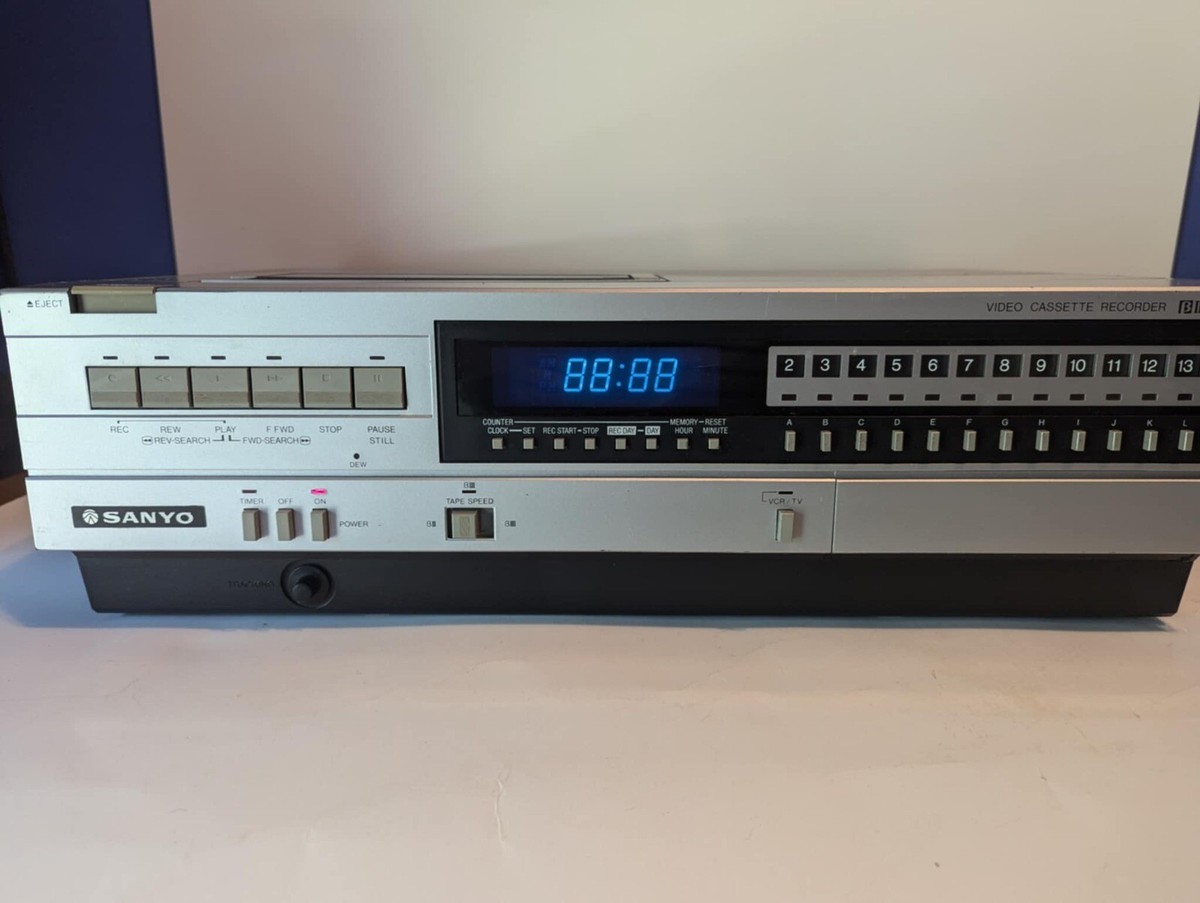 EJECT
VIDEO CASSETTE RECORDER
88:88
2 3 4 5 6 7 8 9 10 11 12 13
REC REW PLAY F.FWD STOP PAUSE
REV-SEARCH FWD-SEARCH STILL
DEW
COUNTER MEMORY RESET
CLOCK SET REC START STOP REC DAY DAY HOUR MINUTE
A B C D E F G H I J K L
SANYO
TIMER OFF ON
POWER
TAPE SPEED
VCR/TV